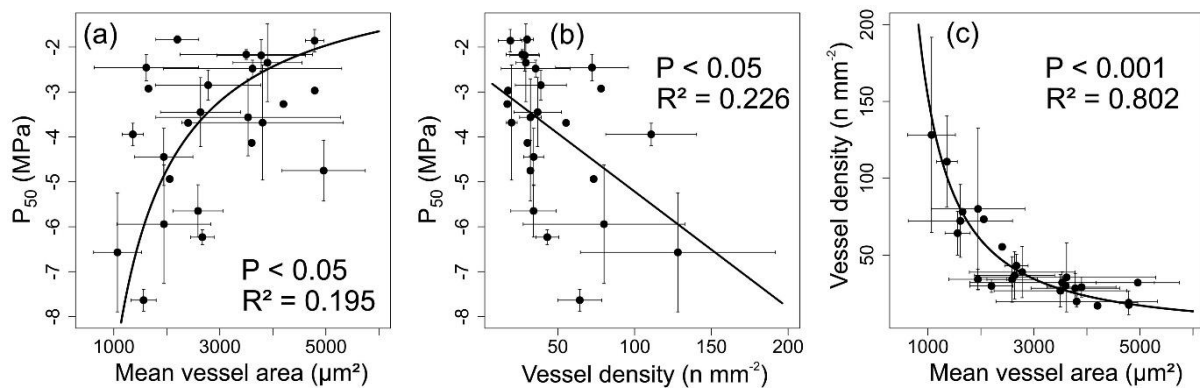 (a)
P < 0.05
R² = 0.195
P₅₀ (MPa)
-2
-3
-4
-5
-6
-7
-8
1000
3000
5000
Mean vessel area (µm²)
(b)
P < 0.05
R² = 0.226
P₅₀ (MPa)
-2
-3
-4
-5
-6
-7
-8
0
50
100
150
200
Vessel density (n mm⁻²)
(c)
P < 0.001
R² = 0.802
Vessel density (n mm⁻²)
200
150
100
50
1000
3000
5000
Mean vessel area (µm²)